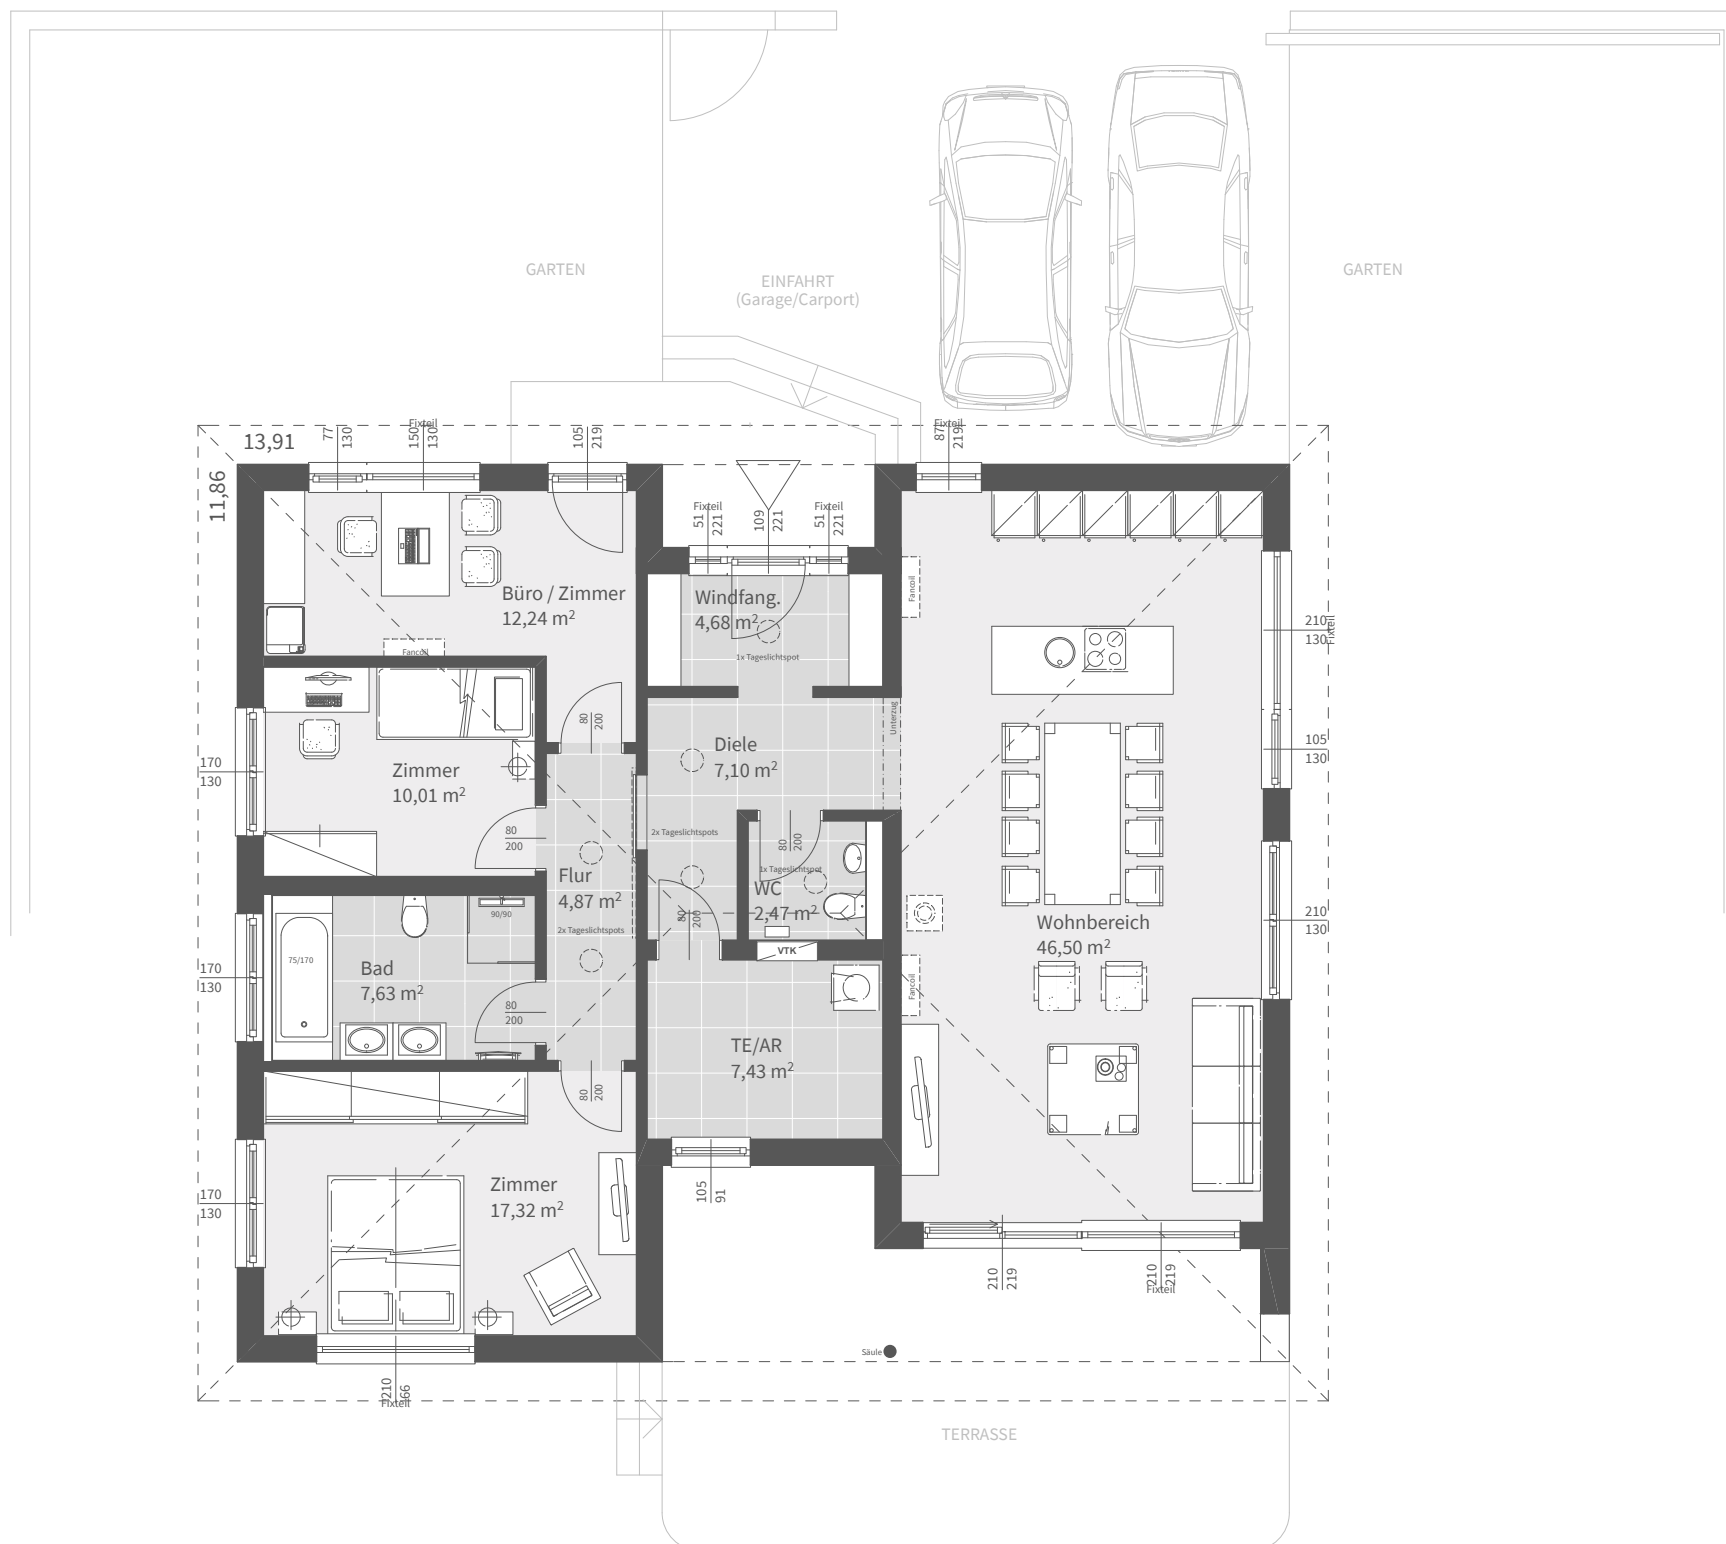 GARTEN
EINFAHRT
(Garage/Carport)
GARTEN
13,91
11,86
77
130
Fixteil
150
130
105
219
Fixteil
51
221
109
221
Fixteil
51
221
Fixteil
87
219
Büro / Zimmer
12,24 m²
Fancoil
Windfang.
4,68 m²
1x Tageslichtspot
Fancoil
210
130
Fixteil
80
200
Unterzug
Zimmer
10,01 m²
170
130
Diele
7,10 m²
105
130
80
200
2x Tageslichtspots
80
200
1x Tageslichtspot
Flur
4,87 m²
2x Tageslichtspots
WC
2,47 m²
80
200
VTK
Wohnbereich
46,50 m²
210
130
90/90
75/170
Bad
7,63 m²
170
130
80
200
Fancoil
TE/AR
7,43 m²
80
200
Zimmer
17,32 m²
170
130
105
91
210
219
210
219
Fixteil
Säule
210
66
Fixteil
TERRASSE